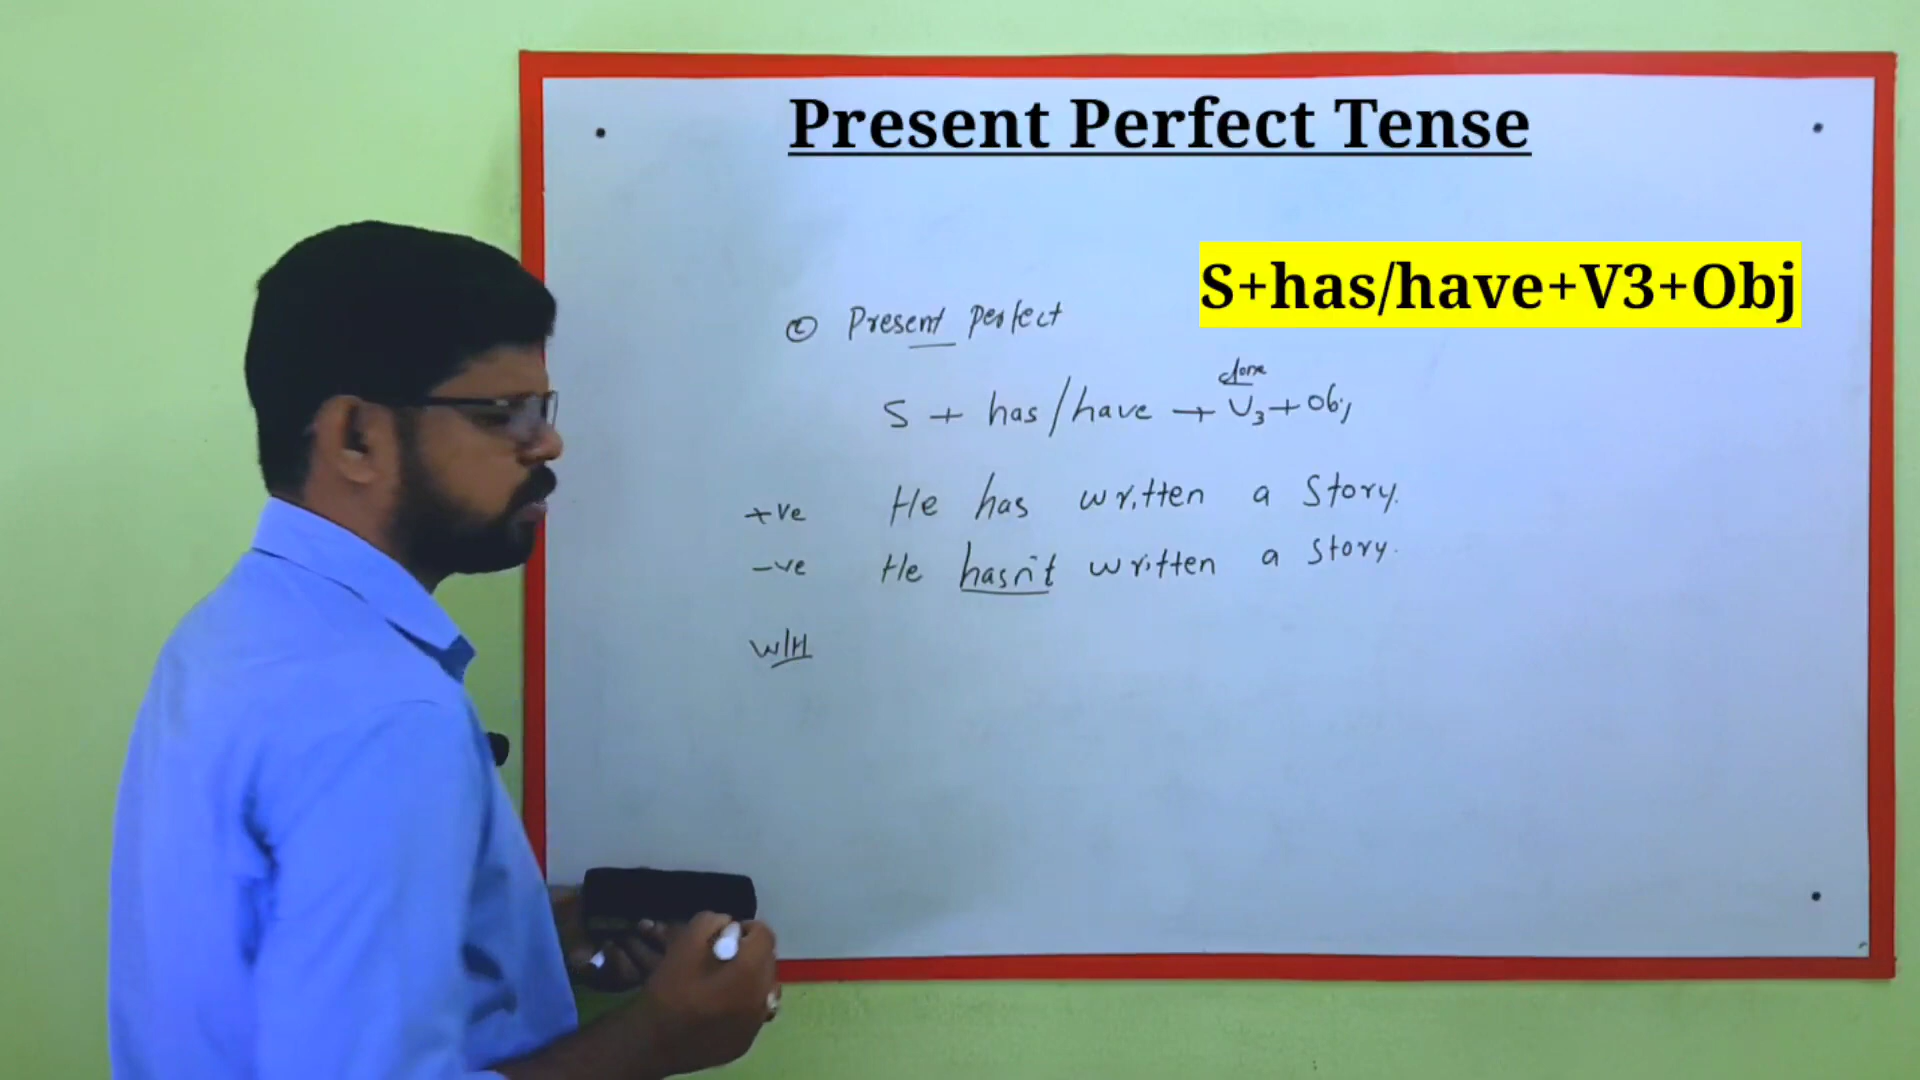 Present Perfect Tense
S+has/have+V3+Obj
② Present Perfect
done
S + has/have + V3 + Obj
+ve He has written a Story.
-ve He hasn't written a Story.
W/H